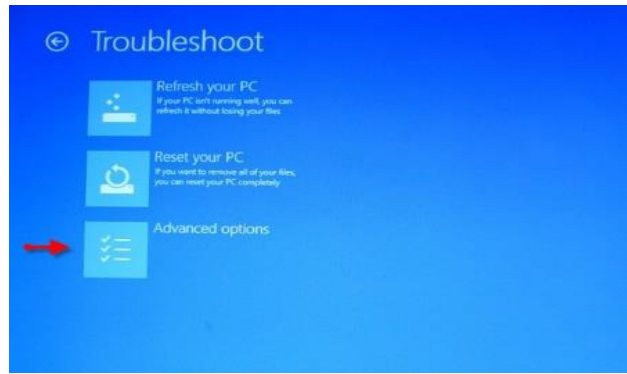 Troubleshoot
Refresh your PC
If your PC isn't running well, you can
refresh it without losing your files
Reset your PC
If you want to remove all of your files,
you can reset your PC completely
Advanced options